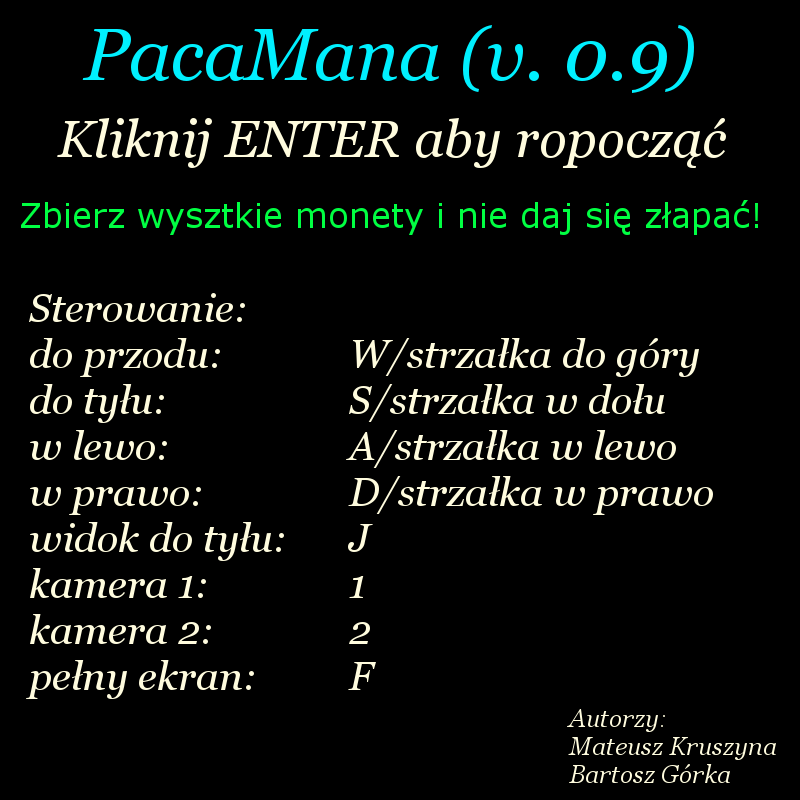 PacaMana (v. 0.9)
Kliknij ENTER aby ropocząć
Zbierz wysztkie monety i nie daj się złapać!
Sterowanie:
do przodu: W/strzałka do góry
do tyłu: S/strzałka w dołu
w lewo: A/strzałka w lewo
w prawo: D/strzałka w prawo
widok do tyłu: J
kamera 1: 1
kamera 2: 2
pełny ekran: F
Autorzy:
Mateusz Kruszyna
Bartosz Górka